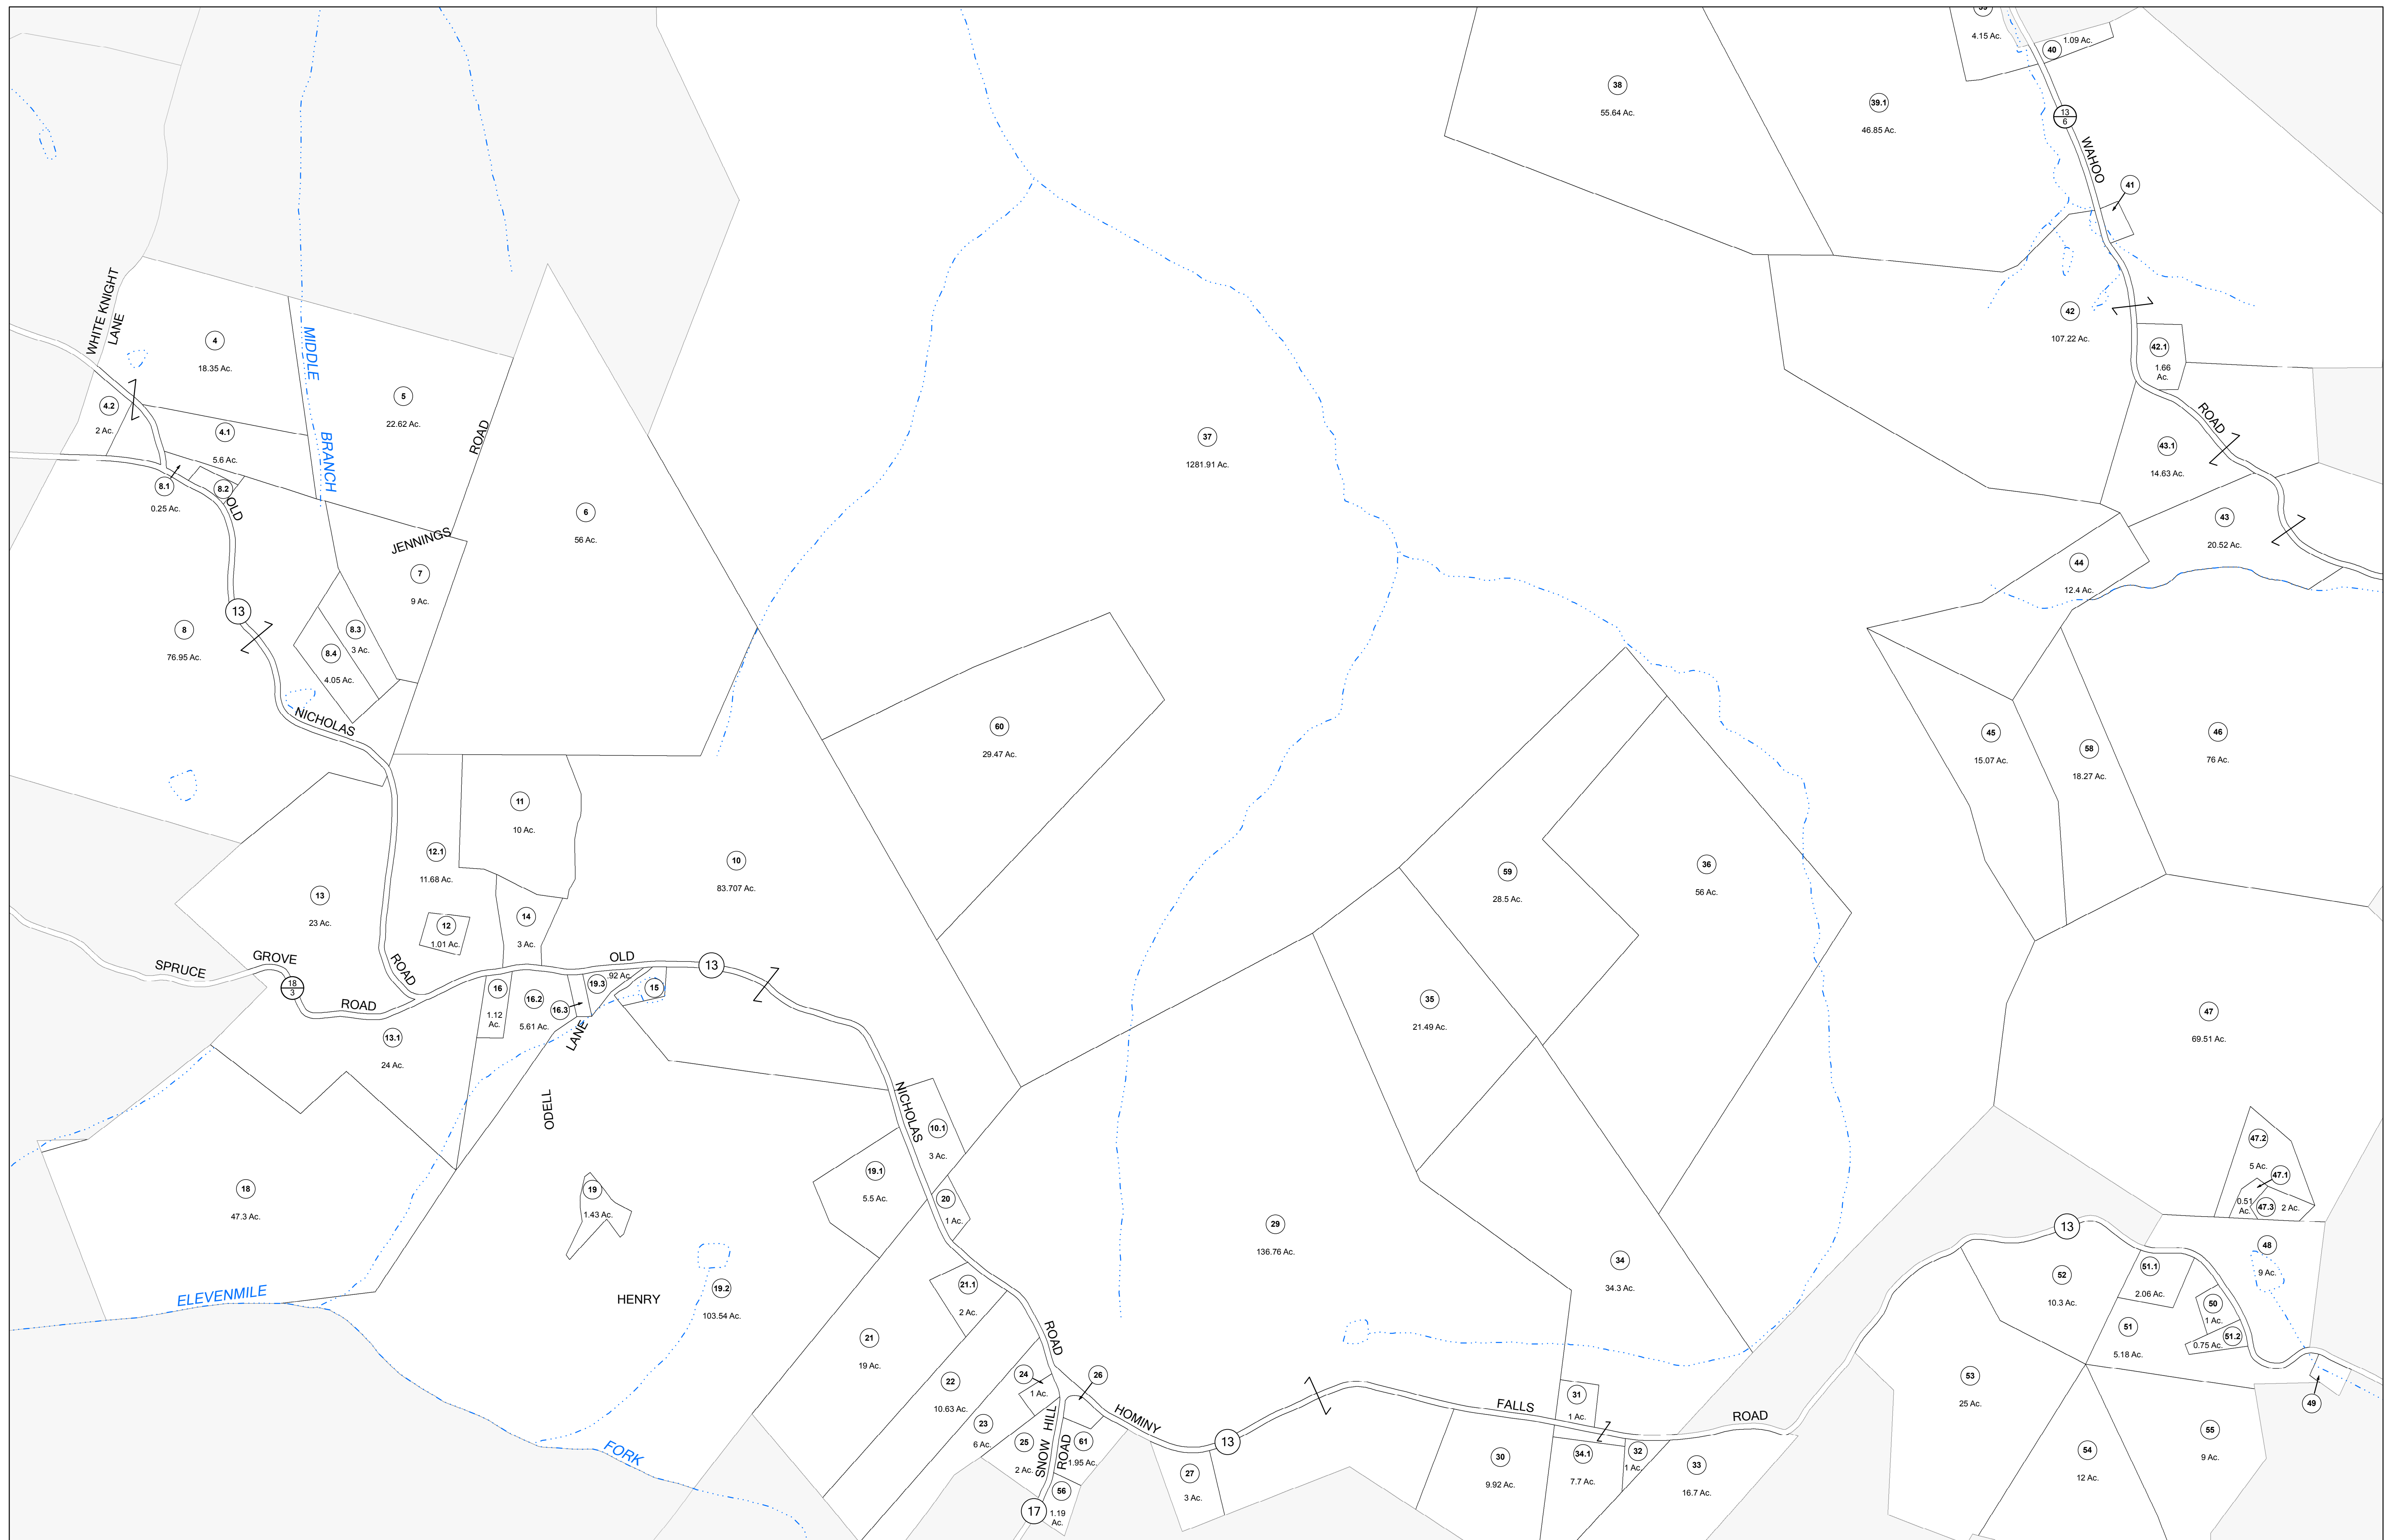 39
4.15 Ac.
40
1.09 Ac.
38
55.64 Ac.
39.1
46.85 Ac.
13
6
WAHOO
41
WHITE KNIGHT
LANE
4
18.35 Ac.
MIDDLE
BRANCH
42
107.22 Ac.
42.1
1.66
Ac.
5
22.62 Ac.
4.2
2 Ac.
4.1
5.6 Ac.
ROAD
37
1281.91 Ac.
ROAD
43.1
14.63 Ac.
8.1
0.25 Ac.
8.2
OLD
6
56 Ac.
43
20.52 Ac.
JENNINGS
7
9 Ac.
44
12.4 Ac.
13
8
76.95 Ac.
8.3
3 Ac.
8.4
4.05 Ac.
NICHOLAS
60
29.47 Ac.
45
15.07 Ac.
58
18.27 Ac.
46
76 Ac.
11
10 Ac.
12.1
11.68 Ac.
10
83.707 Ac.
59
28.5 Ac.
36
56 Ac.
13
23 Ac.
12
1.01 Ac.
14
3 Ac.
SPRUCE
GROVE
ROAD
OLD
13
18
3
ROAD
16
1.12
Ac.
16.2
5.61 Ac.
16.3
19.3
.92 Ac.
15
LANE
35
21.49 Ac.
47
69.51 Ac.
13.1
24 Ac.
ODELL
NICHOLAS
10.1
3 Ac.
18
47.3 Ac.
19
1.43 Ac.
19.1
5.5 Ac.
20
1 Ac.
29
136.76 Ac.
47.2
5 Ac.
47.1
0.51
Ac.
47.3
2 Ac.
13
48
9 Ac.
34
34.3 Ac.
ELEVENMILE
HENRY
19.2
103.54 Ac.
21.1
2 Ac.
52
10.3 Ac.
51.1
2.06 Ac.
50
1 Ac.
51
5.18 Ac.
51.2
0.75 Ac.
21
19 Ac.
ROAD
22
10.63 Ac.
24
1 Ac.
26
53
25 Ac.
49
31
1 Ac.
FALLS
ROAD
HOMINY
13
23
6 Ac.
25
2 Ac.
SNOW HILL
ROAD
61
1.95 Ac.
FORK
27
3 Ac.
30
9.92 Ac.
34.1
7.7 Ac.
32
1 Ac.
33
16.7 Ac.
54
12 Ac.
55
9 Ac.
56
1.19
Ac.
17